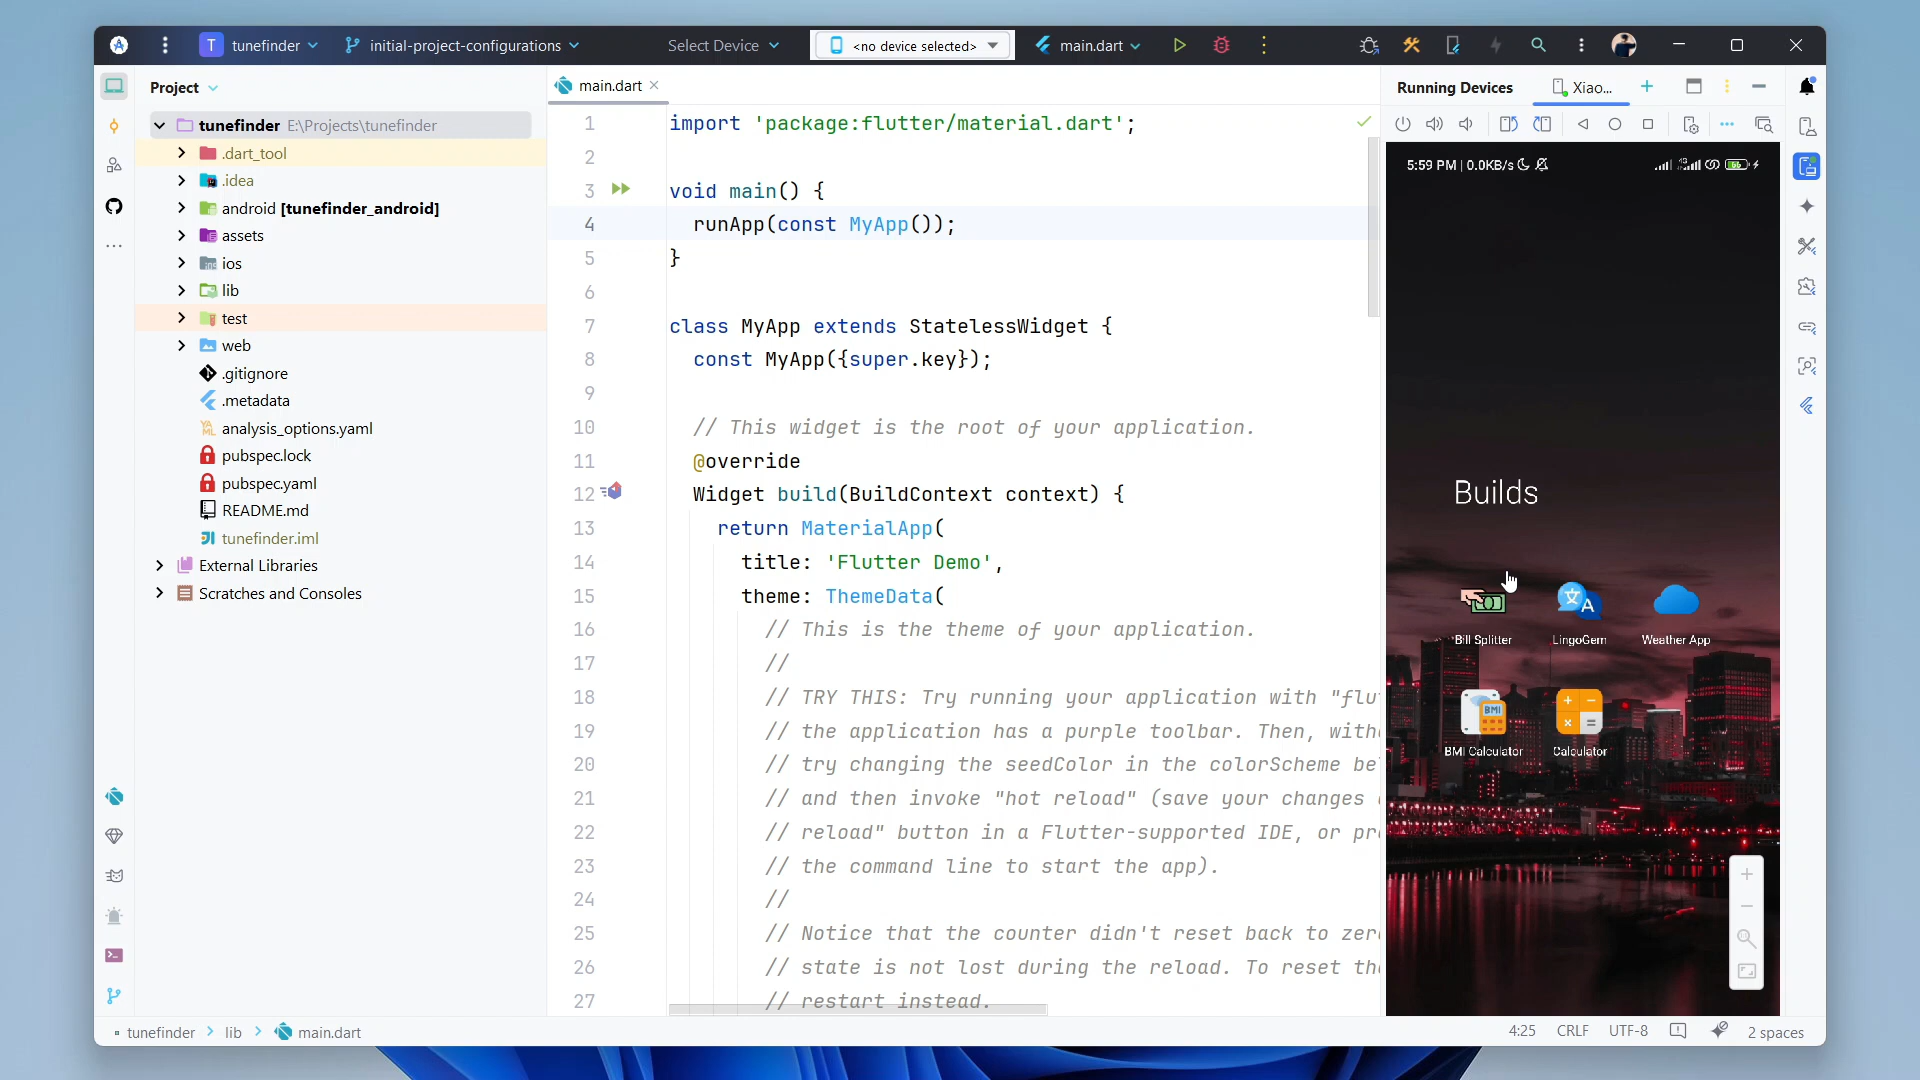 T tunefinder
initial-project-configurations
Select Device
<no device selected>
main.dart
Project
main.dart
Running Devices
Xiao...
tunefinder E:\Projects\tunefinder
.dart_tool
.idea
android [tunefinder_android]
assets
ios
lib
test
web
.gitignore
.metadata
analysis_options.yaml
pubspec.lock
pubspec.yaml
README.md
tunefinder.iml
External Libraries
Scratches and Consoles
1 import 'package:flutter/material.dart';
2
3 void main() {
4 runApp(const MyApp());
5 }
6
7 class MyApp extends StatelessWidget {
8 const MyApp({super.key});
9
10 // This widget is the root of your application.
11 @override
12 Widget build(BuildContext context) {
13 return MaterialApp(
14 title: 'Flutter Demo',
15 theme: ThemeData(
16 // This is the theme of your application.
17 //
18 // TRY THIS: Try running your application with "flu
19 // the application has a purple toolbar. Then, with
20 // try changing the seedColor in the colorScheme be
21 // and then invoke "hot reload" (save your changes
22 // reload" button in a Flutter-supported IDE, or pr
23 // the command line to start the app).
24 //
25 // Notice that the counter didn't reset back to zer
26 // state is not lost during the reload. To reset th
27 // restart instead.
5:59 PM | 0.0KB/s
Builds
Bill Splitter
LingoGem
Weather App
BMI Calculator
Calculator
tunefinder > lib > main.dart
4:25 CRLF UTF-8 2 spaces